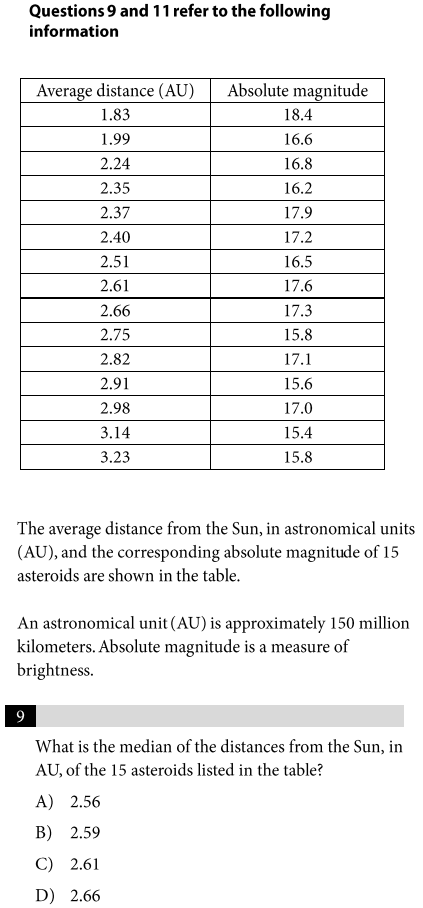 Questions 9 and 11 refer to the following
information
Average distance (AU) Absolute magnitude
1.83 18.4
1.99 16.6
2.24 16.8
2.35 16.2
2.37 17.9
2.40 17.2
2.51 16.5
2.61 17.6
2.66 17.3
2.75 15.8
2.82 17.1
2.91 15.6
2.98 17.0
3.14 15.4
3.23 15.8
The average distance from the Sun, in astronomical units
(AU), and the corresponding absolute magnitude of 15
asteroids are shown in the table.
An astronomical unit (AU) is approximately 150 million
kilometers. Absolute magnitude is a measure of
brightness.
9
What is the median of the distances from the Sun, in
AU, of the 15 asteroids listed in the table?
A) 2.56
B) 2.59
C) 2.61
D) 2.66